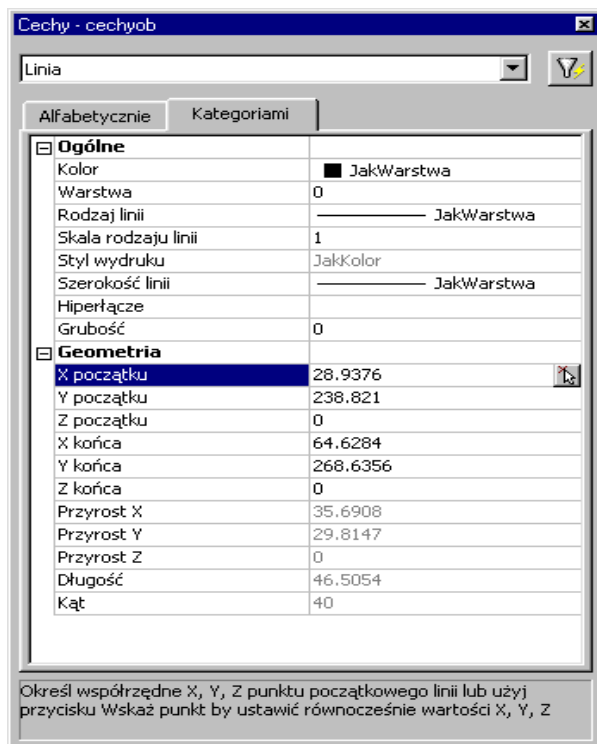 Cechy - cechyob
Linia
Alfabetycznie Kategoriami
Ogólne
Kolor JakWarstwa
Warstwa 0
Rodzaj linii JakWarstwa
Skala rodzaju linii 1
Styl wydruku JakKolor
Szerokość linii JakWarstwa
Hiperłącze
Grubość 0
Geometria
X początku 28.9376
Y początku 238.821
Z początku 0
X końca 64.6284
Y końca 268.6356
Z końca 0
Przyrost X 35.6908
Przyrost Y 29.8147
Przyrost Z 0
Długość 46.5054
Kąt 40
Określ współrzędne X, Y, Z punktu początkowego linii lub użyj
przycisku Wskaż punkt by ustawić równocześnie wartości X, Y, Z